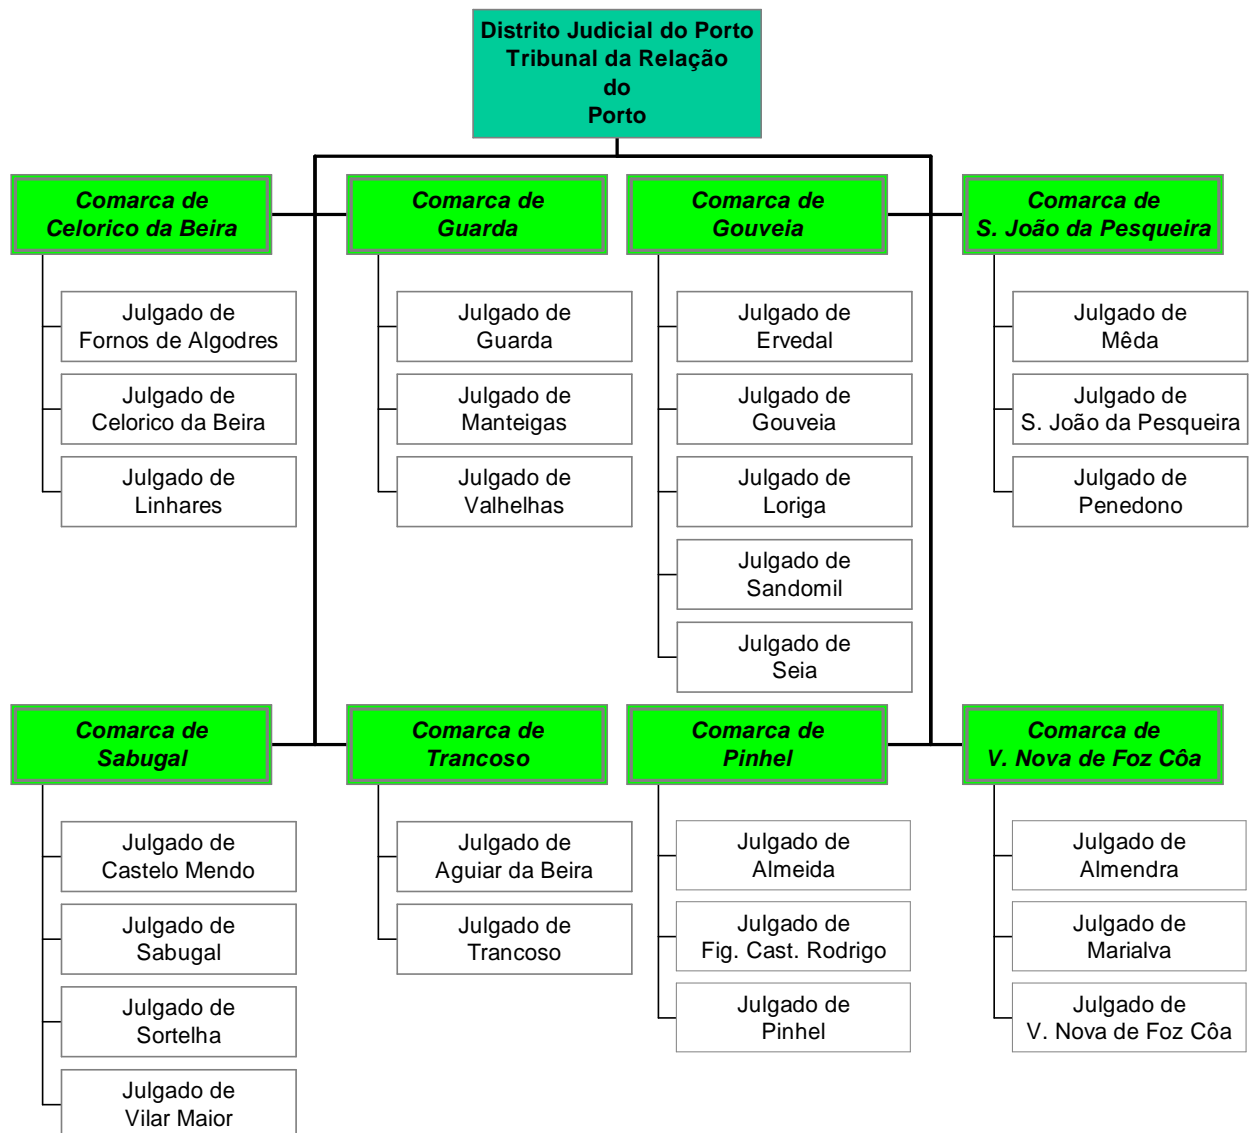 Distrito Judicial do Porto
Tribunal da Relação
do
Porto
Comarca de
Celorico da Beira
Julgado de
Fornos de Algodres
Julgado de
Celorico da Beira
Julgado de
Linhares
Comarca de
Guarda
Julgado de
Guarda
Julgado de
Manteigas
Julgado de
Valhelhas
Comarca de
Gouveia
Julgado de
Ervedal
Julgado de
Gouveia
Julgado de
Loriga
Julgado de
Sandomil
Julgado de
Seia
Comarca de
S. João da Pesqueira
Julgado de
Mêda
Julgado de
S. João da Pesqueira
Julgado de
Penedono
Comarca de
Sabugal
Julgado de
Castelo Mendo
Julgado de
Sabugal
Julgado de
Sortelha
Julgado de
Vilar Maior
Comarca de
Trancoso
Julgado de
Aguiar da Beira
Julgado de
Trancoso
Comarca de
Pinhel
Julgado de
Almeida
Julgado de
Fig. Cast. Rodrigo
Julgado de
Pinhel
Comarca de
V. Nova de Foz Côa
Julgado de
Almendra
Julgado de
Marialva
Julgado de
V. Nova de Foz Côa